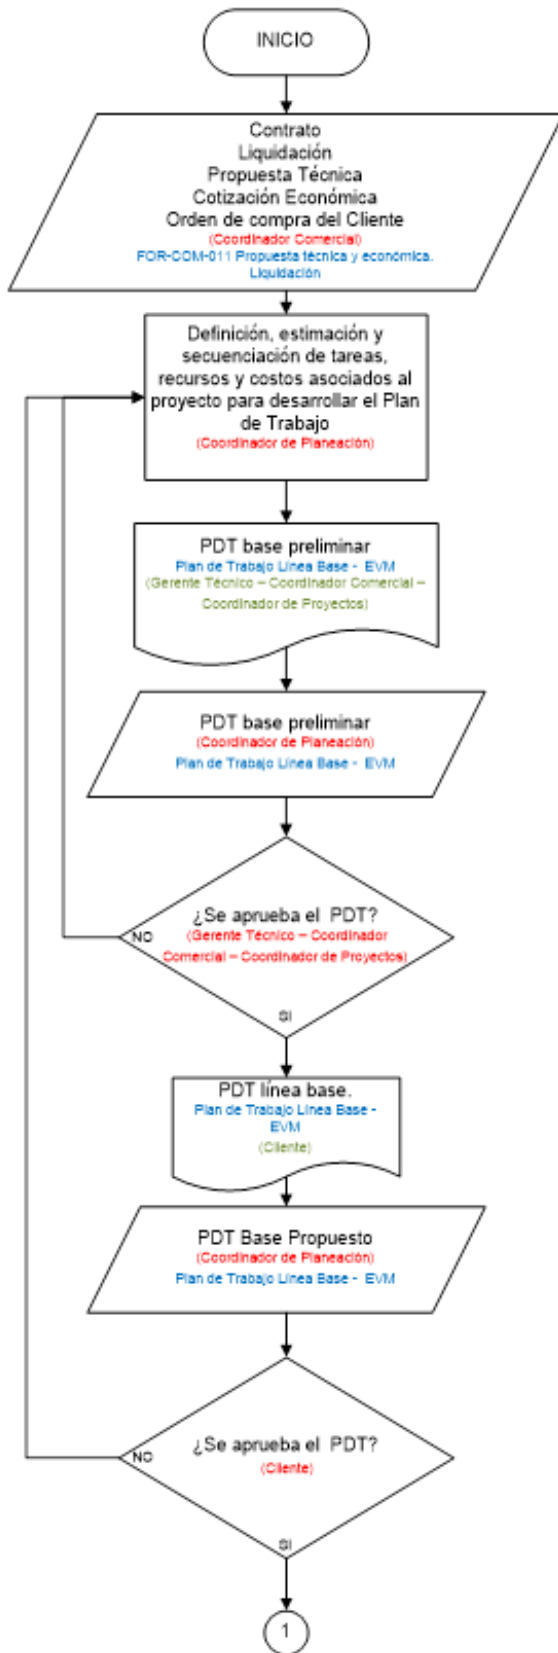 INICIO
Contrato
Liquidación
Propuesta Técnica
Cotización Económica
Orden de compra del Cliente
(Coordinador Comercial)
FOR-COM-011 Propuesta técnica y económica.
Liquidación
Definición, estimación y
secuenciación de tareas,
recursos y costos asociados al
proyecto para desarrollar el Plan
de Trabajo
(Coordinador de Planeación)
PDT base preliminar
Plan de Trabajo Línea Base - EVM
(Gerente Técnico – Coordinador Comercial –
Coordinador de Proyectos)
PDT base preliminar
(Coordinador de Planeación)
Plan de Trabajo Línea Base - EVM
¿Se aprueba el PDT?
NO
(Gerente Técnico – Coordinador
Comercial – Coordinador de Proyectos)
SI
PDT línea base.
Plan de Trabajo Línea Base -
EVM
(Cliente)
PDT Base Propuesto
(Coordinador de Planeación)
Plan de Trabajo Línea Base - EVM
¿Se aprueba el PDT?
NO
(Cliente)
SI
1